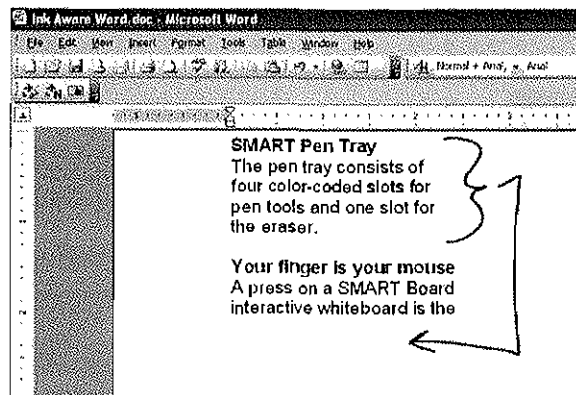 Ink Aware Word.doc - Microsoft Word
File Edit View Insert Format Tools Table Window Help
Normal + Arial, Arial
SMART Pen Tray
The pen tray consists of
four color-coded slots for
pen tools and one slot for
the eraser.
Your finger is your mouse
A press on a SMART Board
interactive whiteboard is the